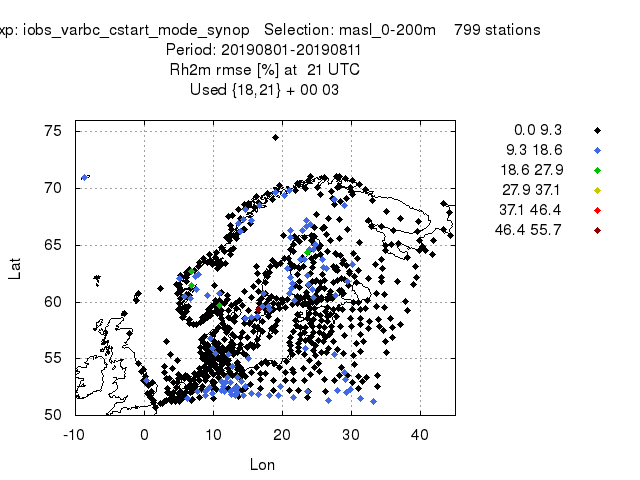 xp: iobs_varbc_cstart_mode_synop Selection: masl_0-200m 799 stations
Period: 20190801-20190811
Rh2m rmse [%] at 21 UTC
Used {18,21} + 00 03
0.0 9.3
9.3 18.6
18.6 27.9
27.9 37.1
37.1 46.4
46.4 55.7
75
70
65
60
55
50
Lat
-10 0 10 20 30 40
Lon